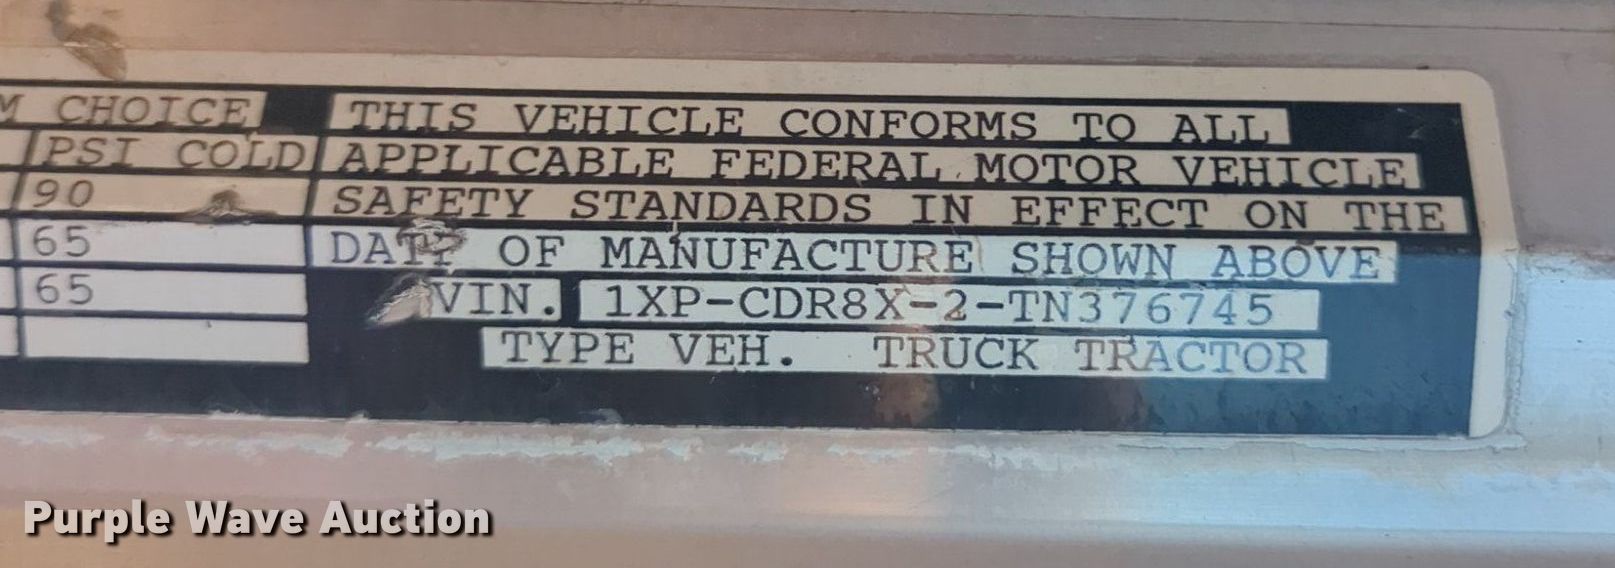 M CHOICE
PSI COLD
90
65
65
THIS VEHICLE CONFORMS TO ALL
APPLICABLE FEDERAL MOTOR VEHICLE
SAFETY STANDARDS IN EFFECT ON THE
DATE OF MANUFACTURE SHOWN ABOVE
VIN. 1XP-CDR8X-2-TN376745
TYPE VEH. TRUCK TRACTOR
Purple Wave Auction